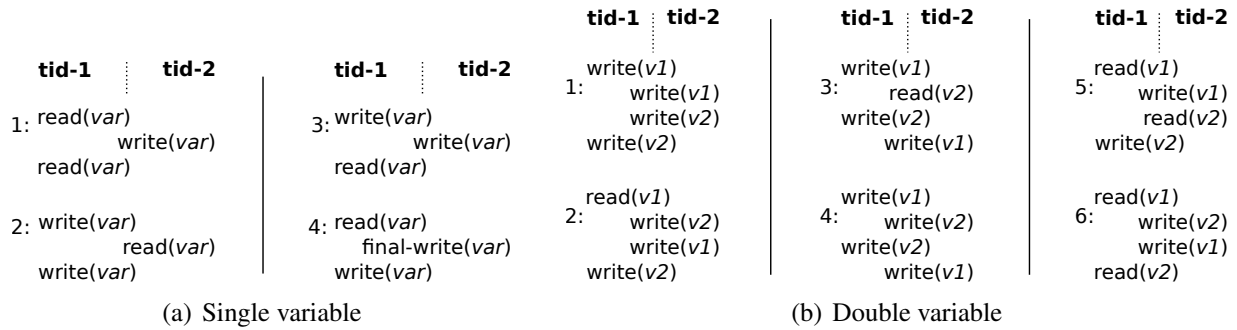 tid-1 tid-2
1: read(var)
write(var)
read(var)
2: write(var)
read(var)
write(var)
tid-1 tid-2
3: write(var)
write(var)
read(var)
4: read(var)
final-write(var)
write(var)
(a) Single variable
tid-1 tid-2
1: write(v1)
write(v1)
write(v2)
write(v2)
2: read(v1)
write(v2)
write(v1)
write(v2)
tid-1 tid-2
3: write(v1)
read(v2)
write(v2)
write(v1)
4: write(v1)
write(v2)
write(v2)
write(v1)
tid-1 tid-2
5: read(v1)
write(v1)
read(v2)
write(v2)
6: read(v1)
write(v2)
write(v1)
read(v2)
(b) Double variable